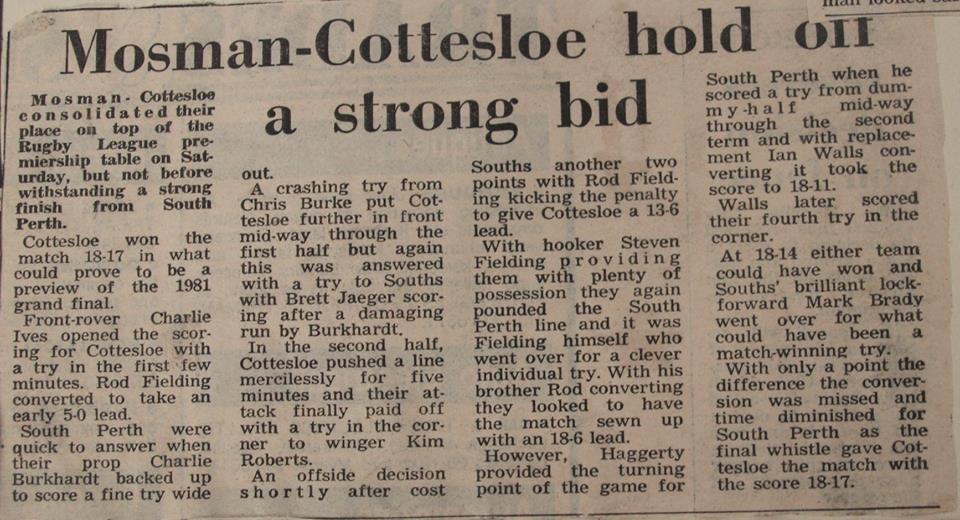 man looked
Mosman-Cottesloe hold off
a strong bid
Mosman- Cottesloe
consolidated their
place on top of the
Rugby League pre-
miership table on Sat-
urday, but not before
withstanding a strong
finish from South
Perth.
Cottesloe won the
match 18-17 in what
could prove to be a
preview of the 1981
grand final.
Front-rover Charlie
Ives opened the scor-
ing for Cottesloe with
a try in the first few
minutes. Rod Fielding
converted to take an
early 5-0 lead.
South Perth were
quick to answer when
their prop Charlie
Burkhardt backed up
to score a fine try wide
out.
A crashing try from
Chris Burke put Cot-
tesloe further in front
mid-way through the
first half but again
this was answered
with a try to Souths
with Brett Jaeger scor-
ing after a damaging
run by Burkhardt.
In the second half,
Cottesloe pushed a line
mercilessly for five
minutes and their at-
tack finally paid off
with a try in the cor-
ner to winger Kim
Roberts.
An offside decision
shortly after cost
Souths another two
points with Rod Field-
ing kicking the penalty
to give Cottesloe a 13-6
lead.
With hooker Steven
Fielding providing
them with plenty of
possession they again
pounded the South
Perth line and it was
Fielding himself who
went over for a clever
individual try. With his
brother Rod converting
they looked to have
the match sewn up
with an 18-6 lead.
However, Haggerty
provided the turning
point of the game for
South Perth when he
scored a try from dum-
my-half mid-way
through the second
term and with replace-
ment Ian Walls con-
verting it took the
score to 18-11.
Walls later scored
their fourth try in the
corner.
At 18-14 either team
could have won and
Souths' brilliant lock-
forward Mark Brady
went over for what
could have been a
match-winning try.
With only a point the
difference the conver-
sion was missed and
time diminished for
South Perth as the
final whistle gave Cot-
tesloe the match with
the score 18-17.